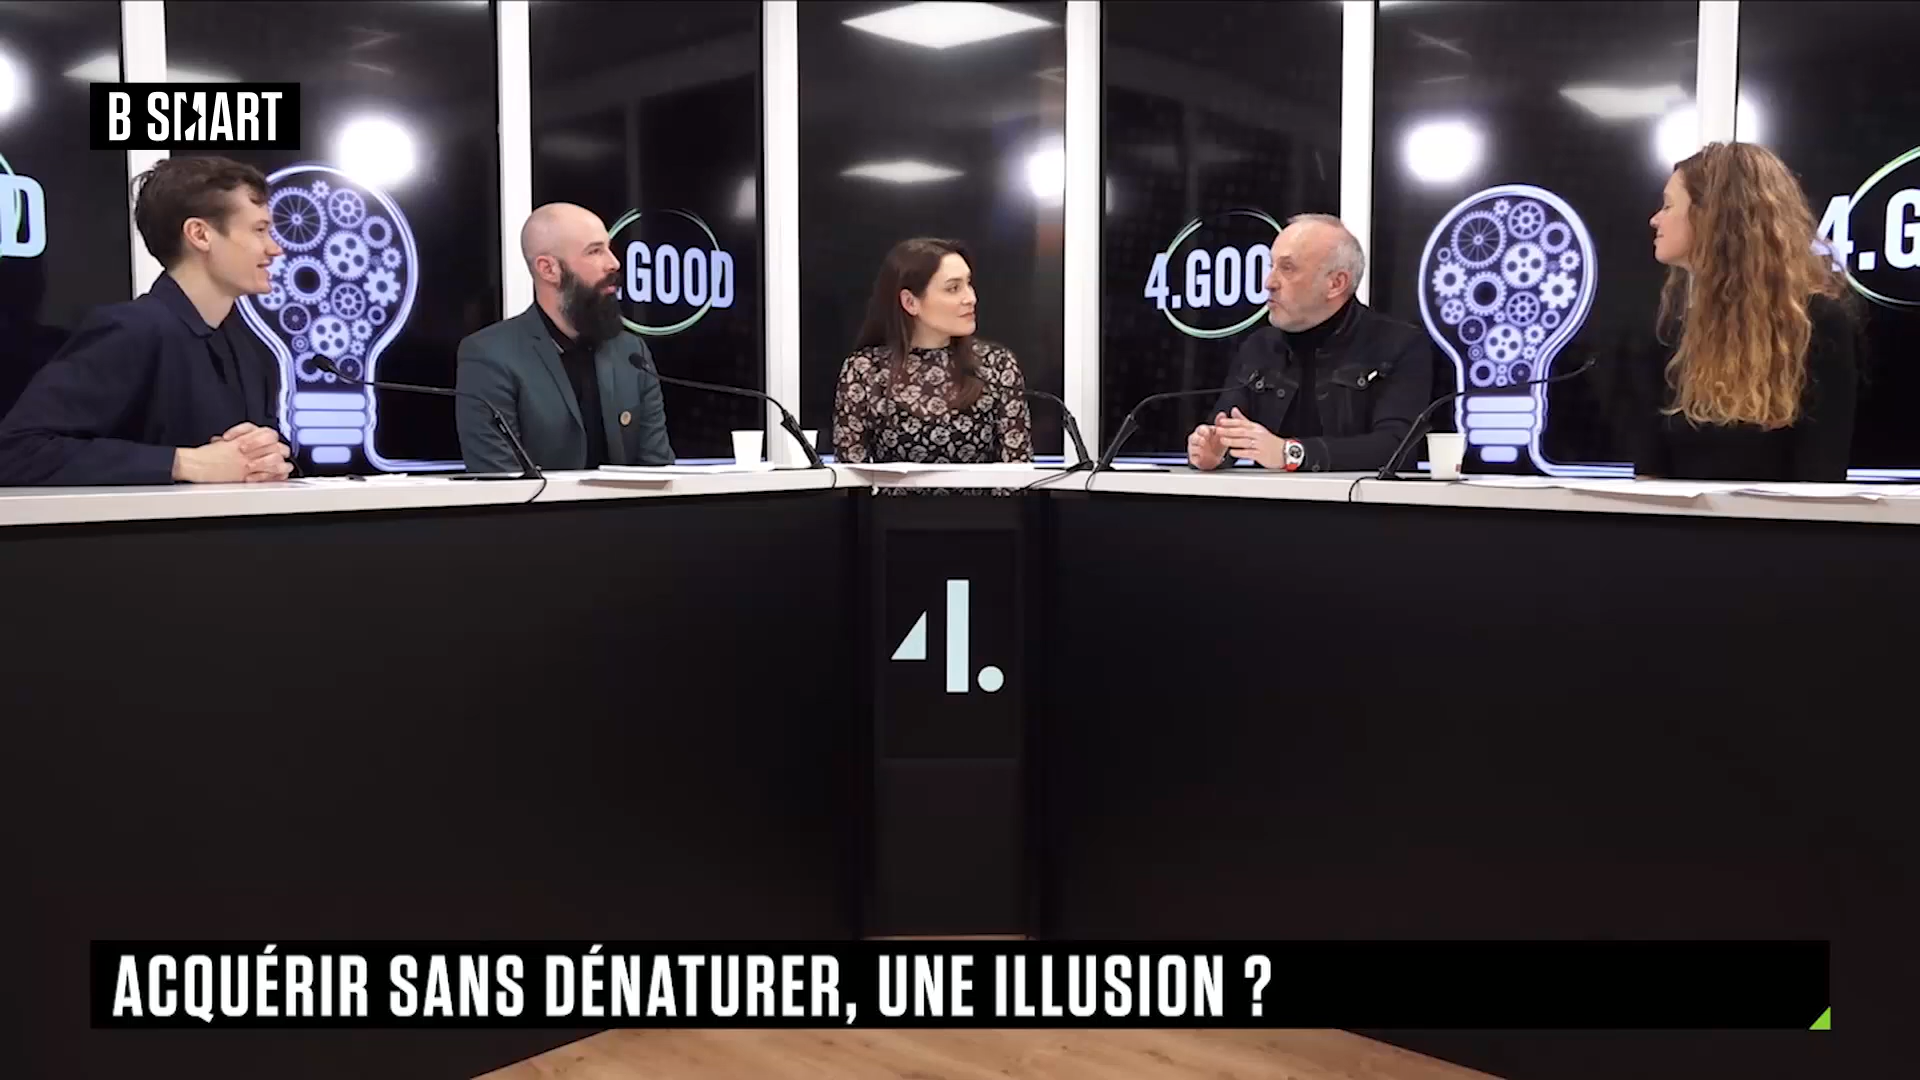 B SMART
D
.GOOD
4.GOO
4.G
4.
ACQUÉRIR SANS DÉNATURER, UNE ILLUSION ?